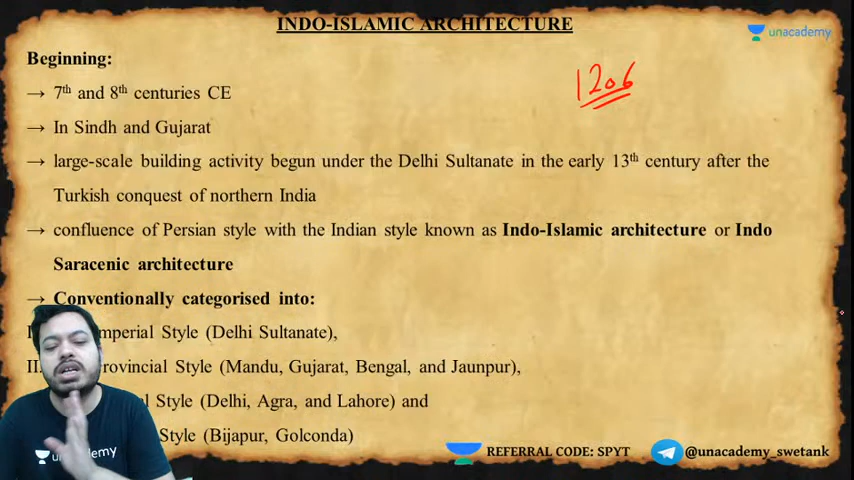 INDO-ISLAMIC ARCHITECTURE
unacademy
Beginning:
1206
→ 7th and 8th centuries CE
→ In Sindh and Gujarat
→ large-scale building activity begun under the Delhi Sultanate in the early 13th century after the
Turkish conquest of northern India
→ confluence of Persian style with the Indian style known as Indo-Islamic architecture or Indo
Saracenic architecture
→ Conventionally categorised into:
Imperial Style (Delhi Sultanate),
II. Provincial Style (Mandu, Gujarat, Bengal, and Jaunpur),
Style (Delhi, Agra, and Lahore) and
Style (Bijapur, Golconda)
unacademy
REFERRAL CODE: SPYT
@unacademy_swetank